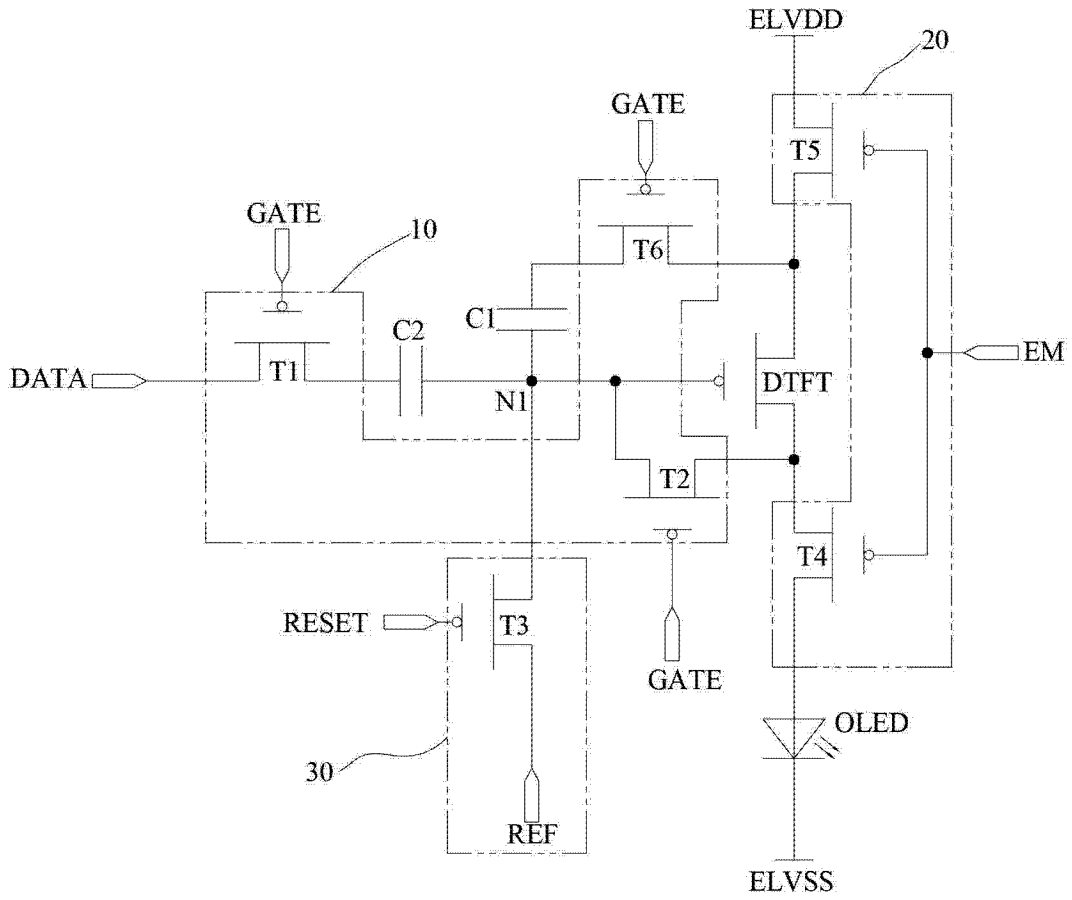 ELVDD
20
GATE
T5
GATE
10
T6
C1
C2
EM
DATA
T1
N1
DTFT
T2
T4
RESET
T3
GATE
OLED
30
REF
ELVSS